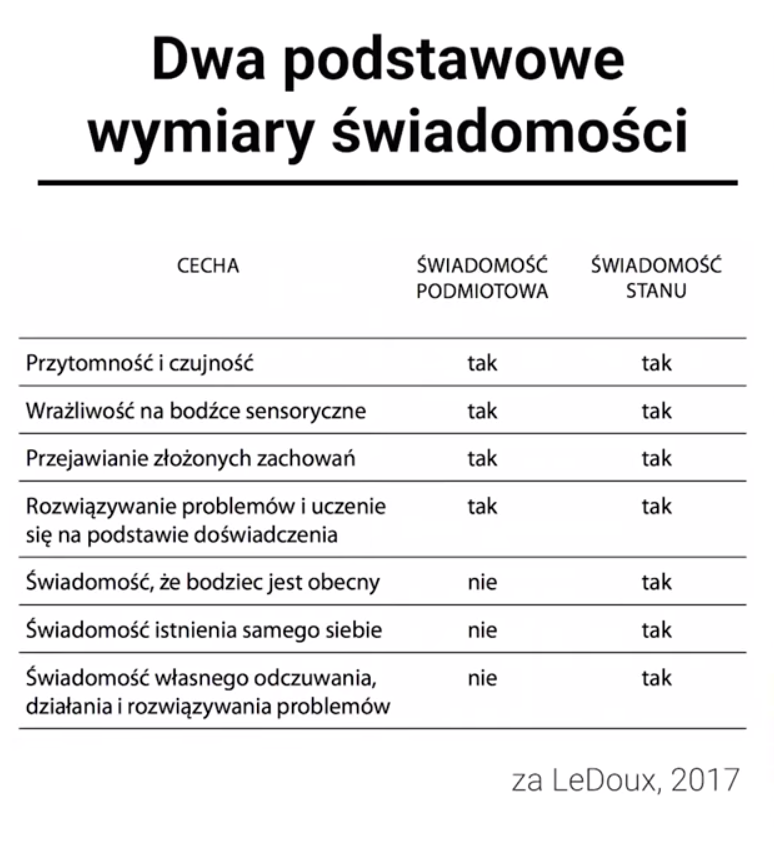 Dwa podstawowe
wymiary świadomości
CECHA ŚWIADOMOŚĆ ŚWIADOMOŚĆ
PODMIOTOWA STANU
Przytomność i czujność tak tak
Wrażliwość na bodźce sensoryczne tak tak
Przejawianie złożonych zachowań tak tak
Rozwiązywanie problemów i uczenie tak tak
się na podstawie doświadczenia
Świadomość, że bodziec jest obecny nie tak
Świadomość istnienia samego siebie nie tak
Świadomość własnego odczuwania, nie tak
działania i rozwiązywania problemów
za LeDoux, 2017